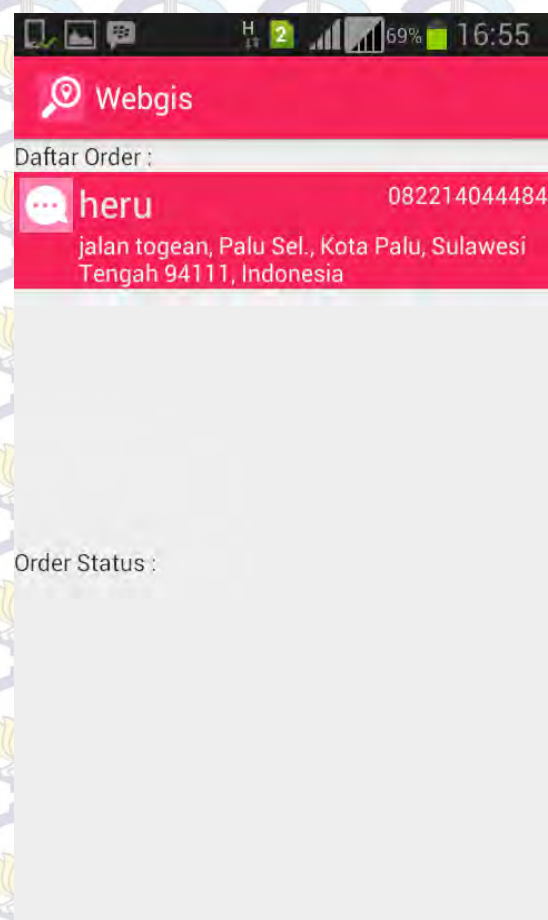 H 2 69% 16:55
Webgis
Daftar Order :
heru 082214044484
jalan togean, Palu Sel., Kota Palu, Sulawesi
Tengah 94111, Indonesia
Order Status :